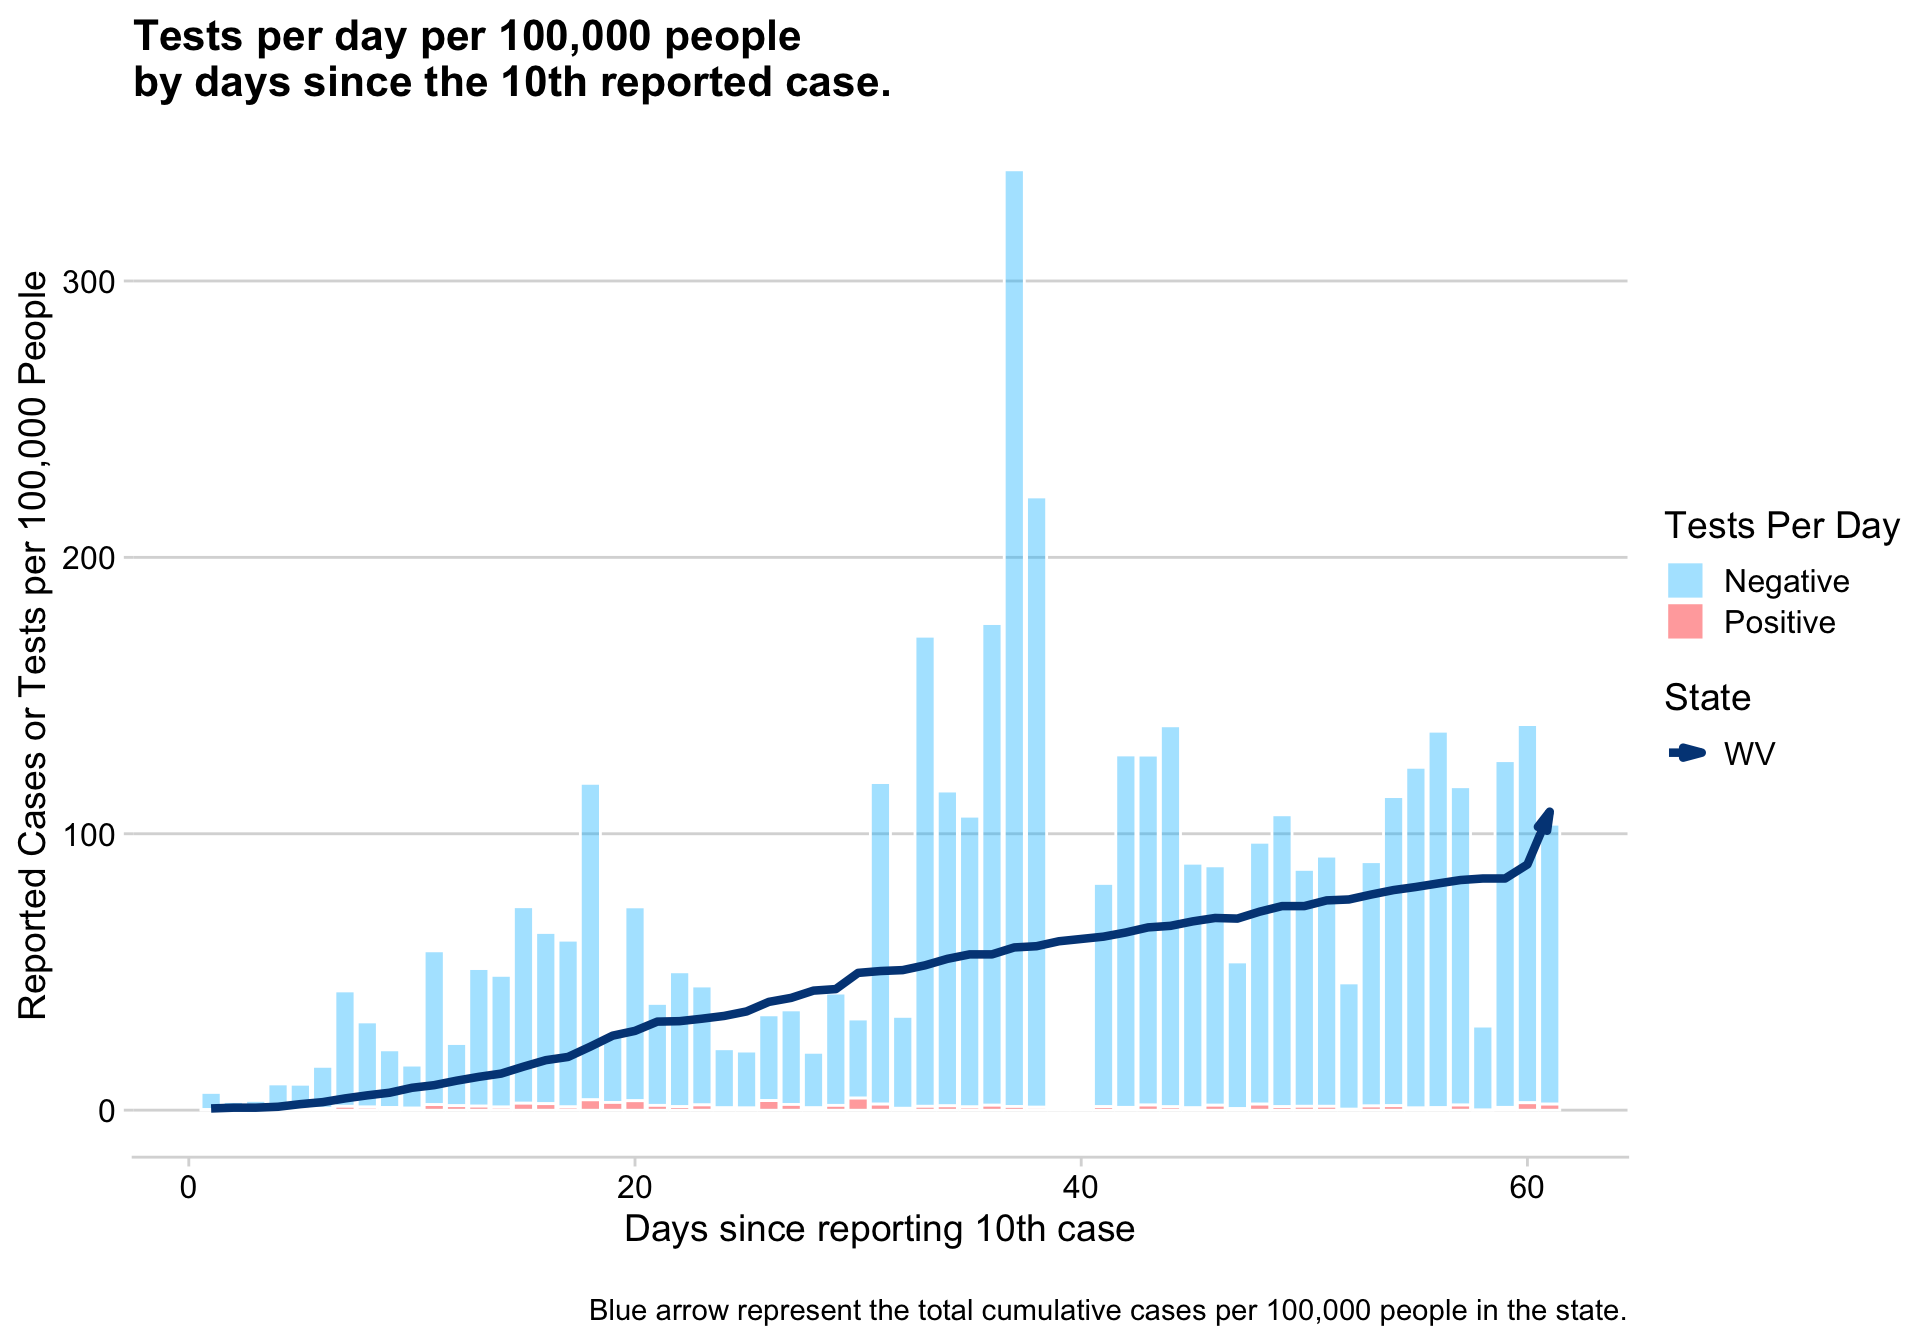 Tests per day per 100,000 people
by days since the 10th reported case.
Reported Cases or Tests per 100,000 People
300
200
100
0
0
20
40
60
Days since reporting 10th case
Tests Per Day
Negative
Positive
State
WV
Blue arrow represent the total cumulative cases per 100,000 people in the state.